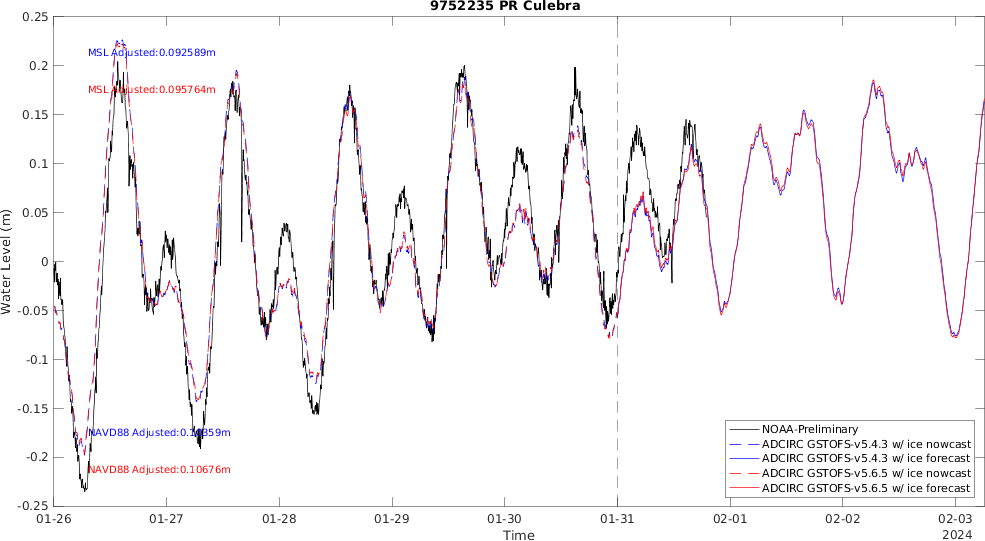 9752235 PR Culebra
0.25
0.2
0.15
0.1
0.05
0
-0.05
-0.1
-0.15
-0.2
-0.25
Water Level (m)
MSL Adjusted:0.092589m
MSL Adjusted:0.095764m
NAVD88 Adjusted:
NAVD88 Adjusted:0.10676m
NOAA-Preliminary
ADCIRC GSTOFS-v5.4.3 w/ ice nowcast
ADCIRC GSTOFS-v5.4.3 w/ ice forecast
ADCIRC GSTOFS-v5.6.5 w/ ice nowcast
ADCIRC GSTOFS-v5.6.5 w/ ice forecast
01-26 01-27 01-28 01-29 01-30 01-31 02-01 02-02 02-03
Time
2024